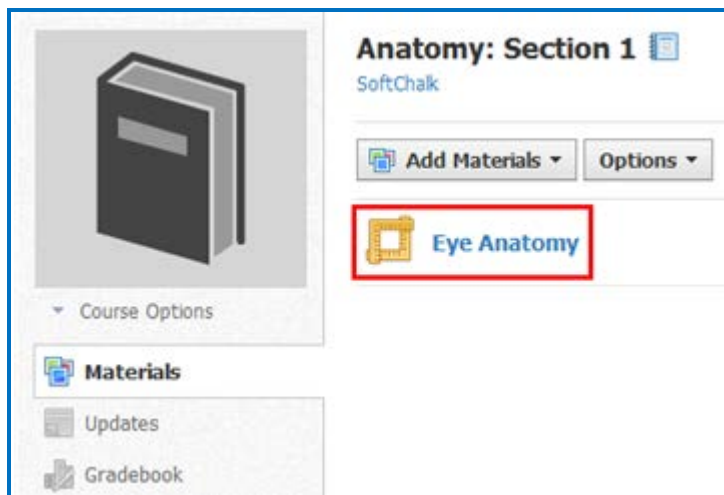 Anatomy: Section 1
SoftChalk
Add Materials
Options
Eye Anatomy
Course Options
Materials
Updates
Gradebook